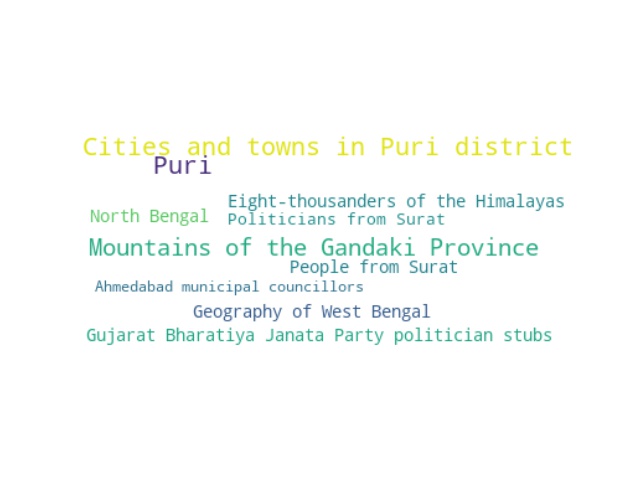 Cities and towns in Puri district
Puri
Eight-thousanders of the Himalayas
North Bengal
Politicians from Surat
Mountains of the Gandaki Province
People from Surat
Ahmedabad municipal councillors
Geography of West Bengal
Gujarat Bharatiya Janata Party politician stubs